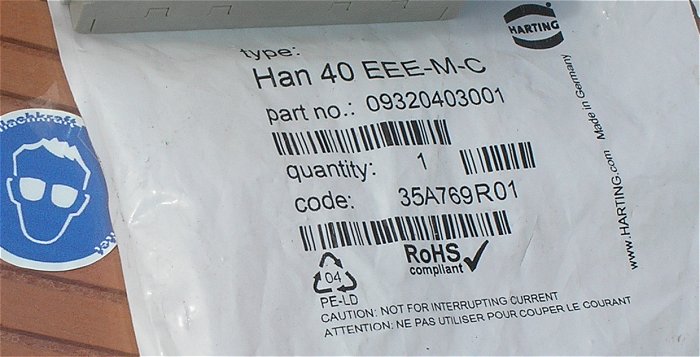 HARTING
type:
Han 40 EEE-M-C
part no.: 09320403001
quantity: 1
code: 35A769R01
RoHS
compliant
04
PE-LD
CAUTION: NOT FOR INTERRUPTING CURRENT
ATTENTION: NE PAS UTILISER POUR COUPER LE COURANT
www.HARTING.com Made in Germany